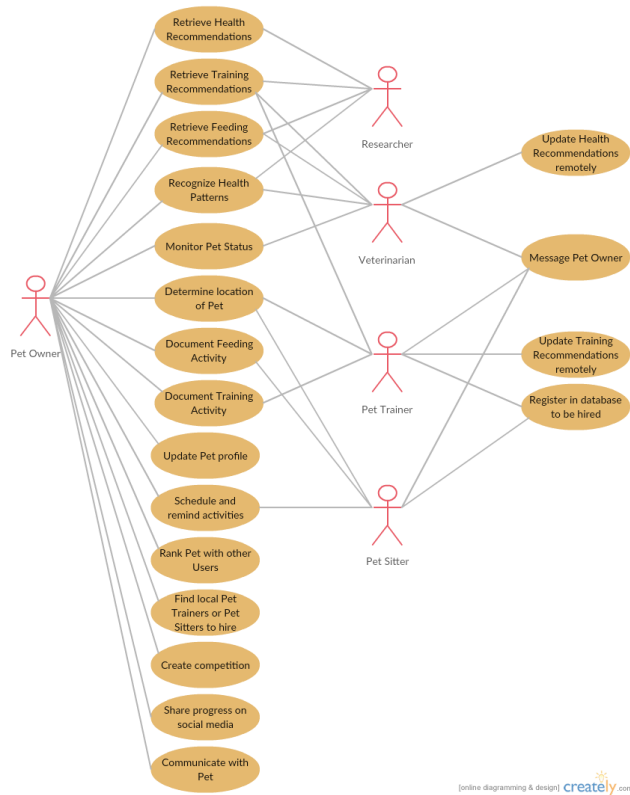 Retrieve Health
Recommendations
Retrieve Training
Recommendations
Retrieve Feeding
Recommendations
Recognize Health
Patterns
Monitor Pet Status
Determine location
of Pet
Document Feeding
Activity
Document Training
Activity
Update Pet profile
Schedule and
remind activities
Rank Pet with other
Users
Find local Pet
Trainers or Pet
Sitters to hire
Create competition
Share progress on
social media
Communicate with
Pet
Pet Owner
Researcher
Veterinarian
Pet Trainer
Pet Sitter
Update Health
Recommendations
remotely
Message Pet Owner
Update Training
Recommendations
remotely
Register in database
to be hired
[online diagramming & design] creately.com